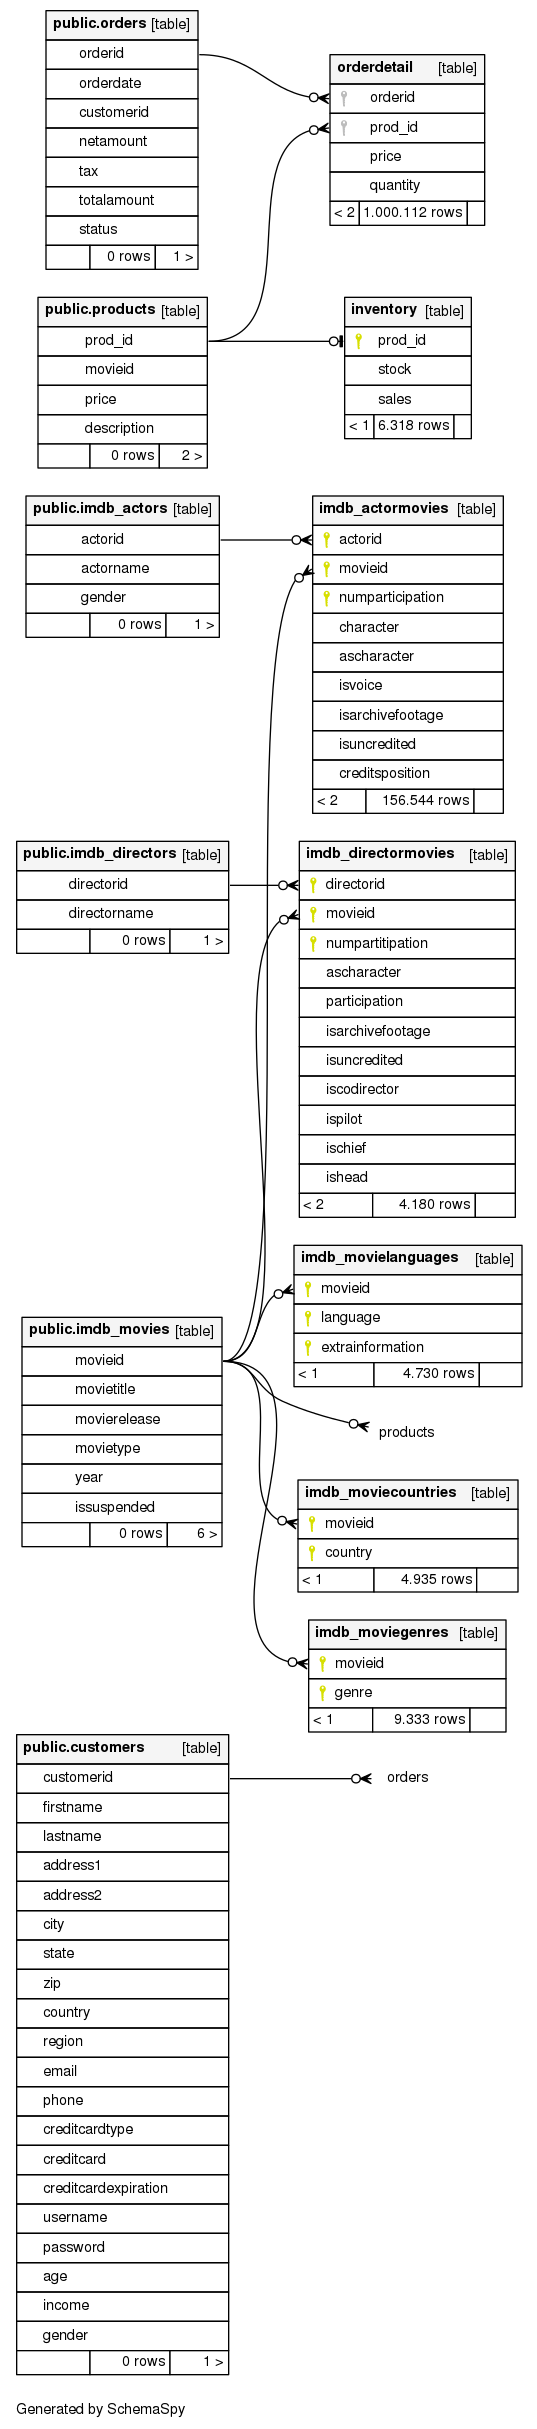 public.orders [table]
orderid
orderdate
customerid
netamount
tax
totalamount
status
0 rows 1 >
orderdetail [table]
orderid
prod_id
price
quantity
< 2 1.000.112 rows
public.products [table]
prod_id
movieid
price
description
0 rows 2 >
inventory [table]
prod_id
stock
sales
< 1 6.318 rows
public.imdb_actors [table]
actorid
actorname
gender
0 rows 1 >
imdb_actormovies [table]
actorid
movieid
numparticipation
character
ascharacter
isvoice
isarchivefootage
isuncredited
creditsposition
< 2 156.544 rows
public.imdb_directors [table]
directorid
directorname
0 rows 1 >
imdb_directormovies [table]
directorid
movieid
numpartitipation
ascharacter
participation
isarchivefootage
isuncredited
iscodirector
ispilot
ischief
ishead
< 2 4.180 rows
imdb_movielanguages [table]
movieid
language
extrainformation
< 1 4.730 rows
public.imdb_movies [table]
movieid
movietitle
movierelease
movietype
year
issuspended
0 rows 6 >
products
imdb_moviecountries [table]
movieid
country
< 1 4.935 rows
imdb_moviegenres [table]
movieid
genre
< 1 9.333 rows
public.customers [table]
customerid
firstname
lastname
address1
address2
city
state
zip
country
region
email
phone
creditcardtype
creditcard
creditcardexpiration
username
password
age
income
gender
0 rows 1 >
orders
Generated by SchemaSpy